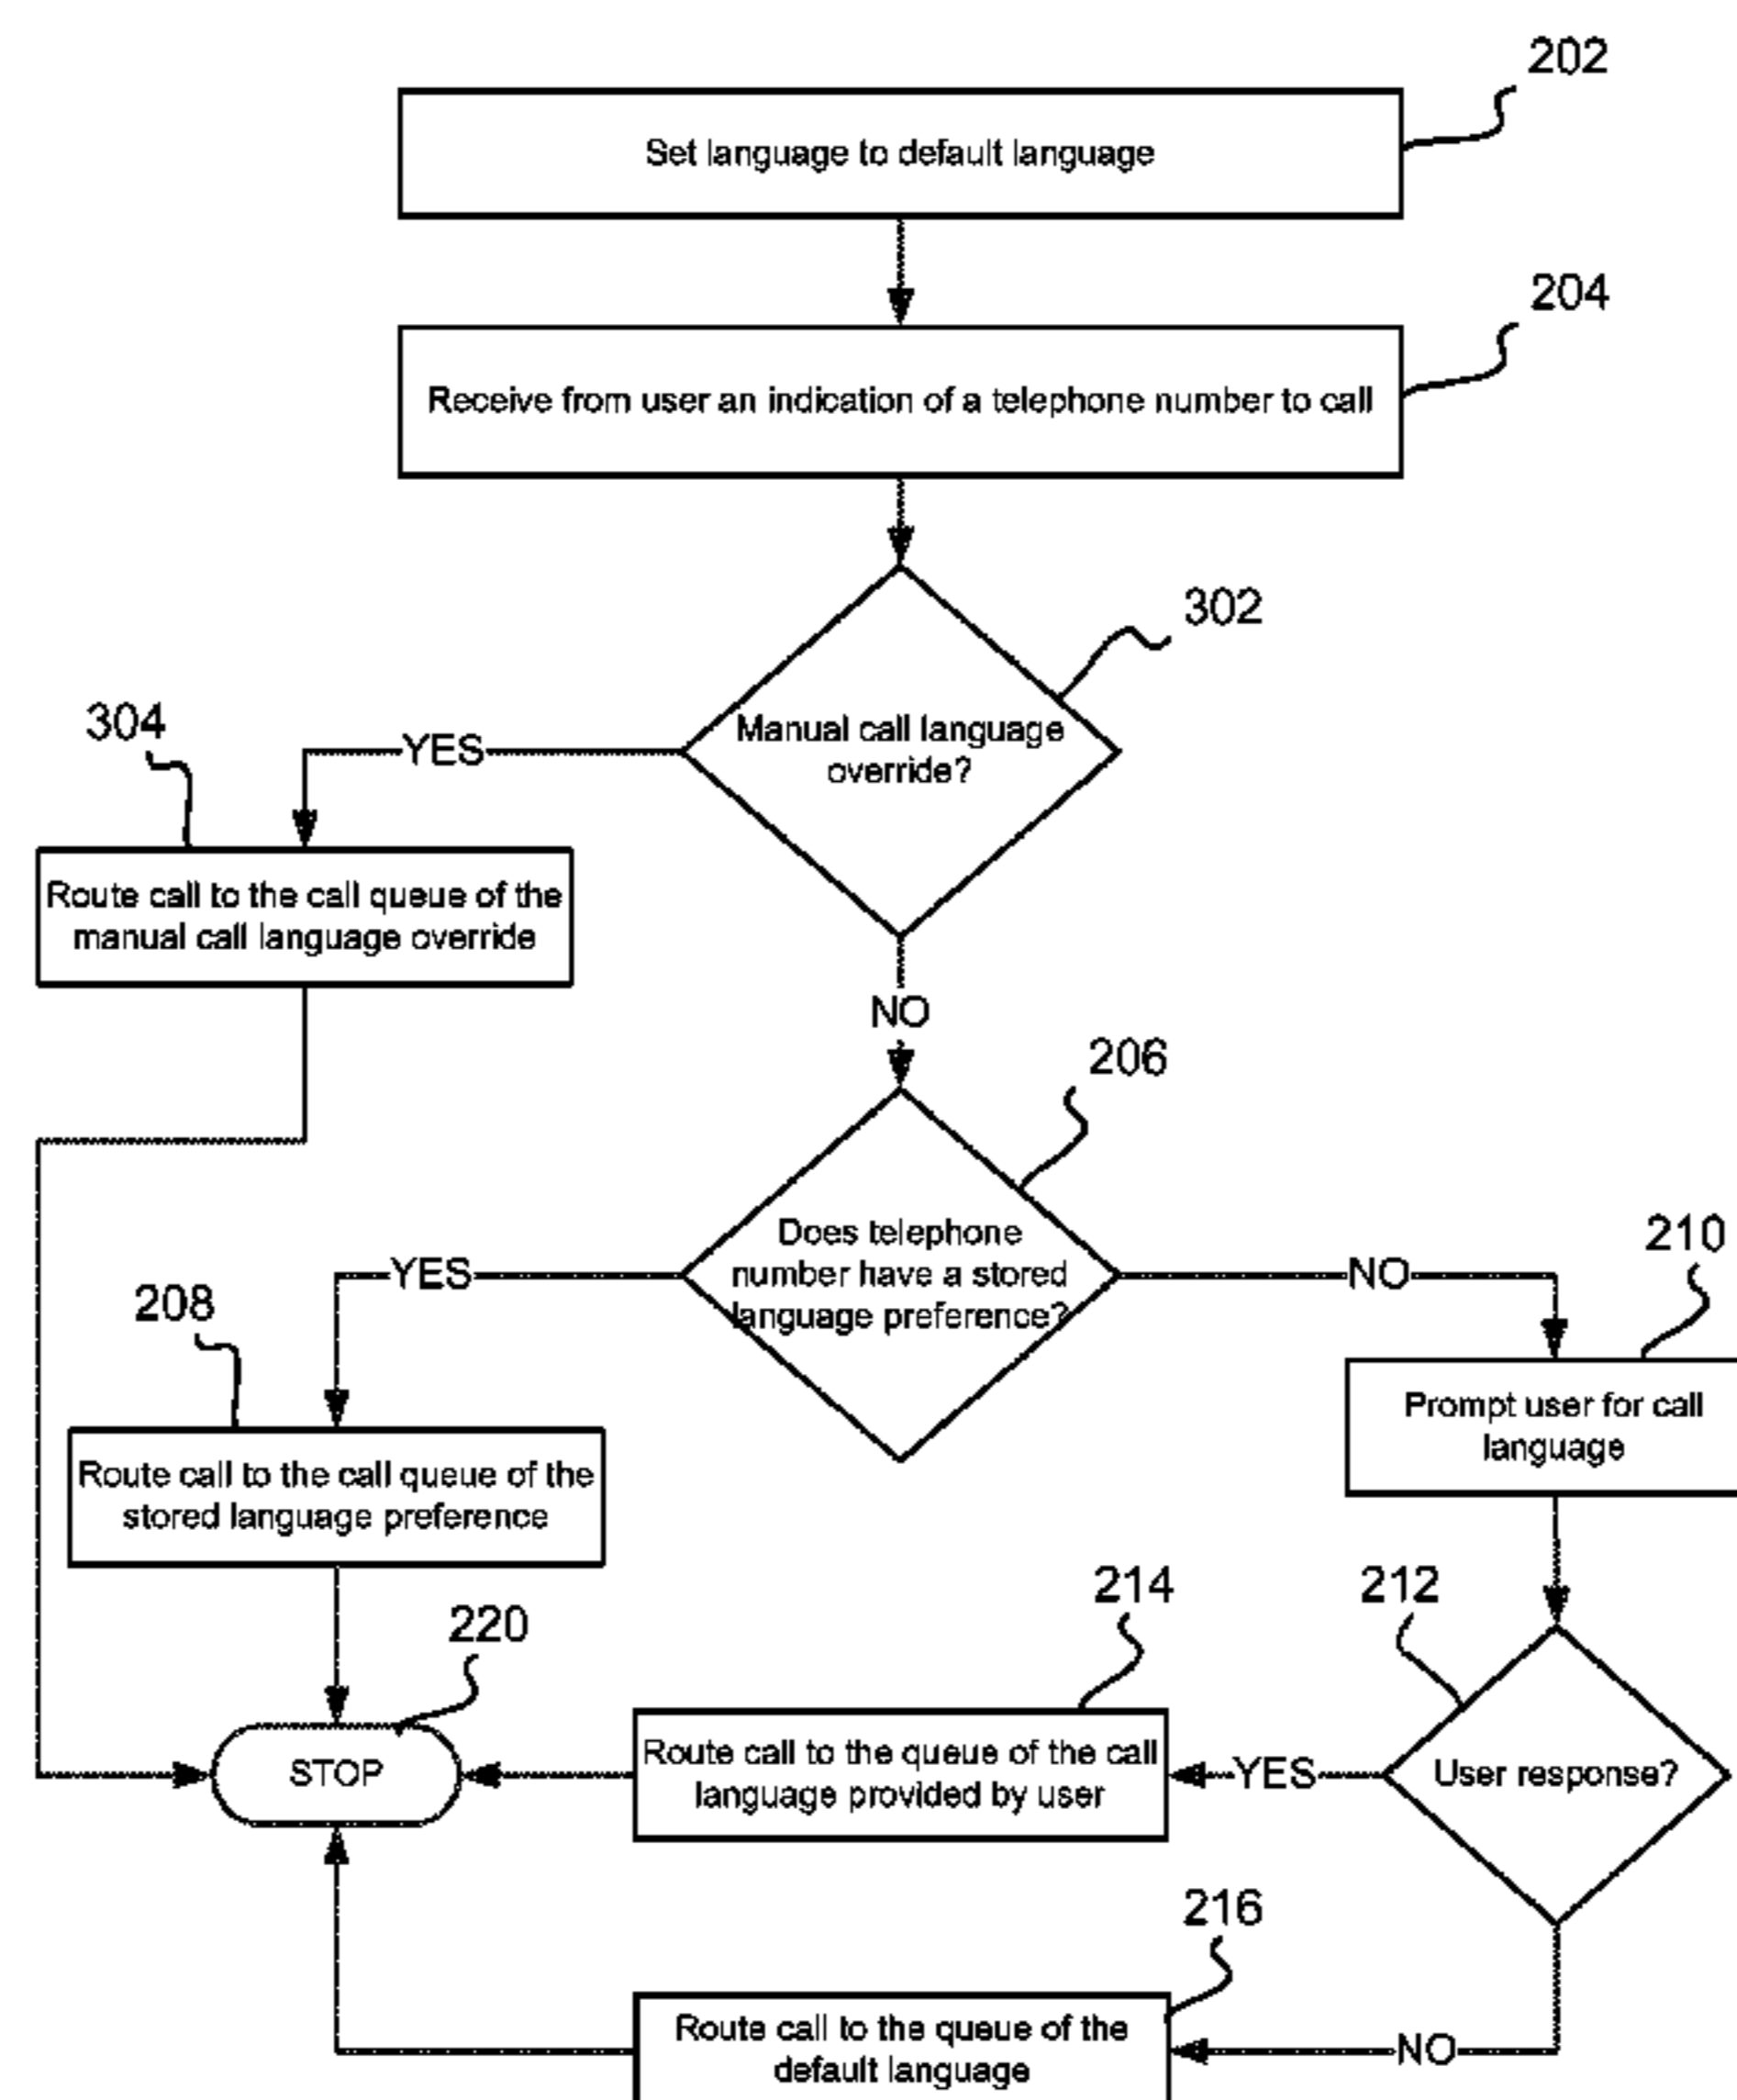 202
Set language to default language
204
Receive from user an indication of a telephone number to call
302
Manual call language
override?
YES
304
Route call to the call queue of the
manual call language override
NO
206
Does telephone
number have a stored
language preference?
YES
NO
208
210
Route call to the call queue of the
stored language preference
Prompt user for call
language
220
214
212
STOP
Route call to the queue of the call
language provided by user
YES
User response?
216
Route call to the queue of the
default language
NO